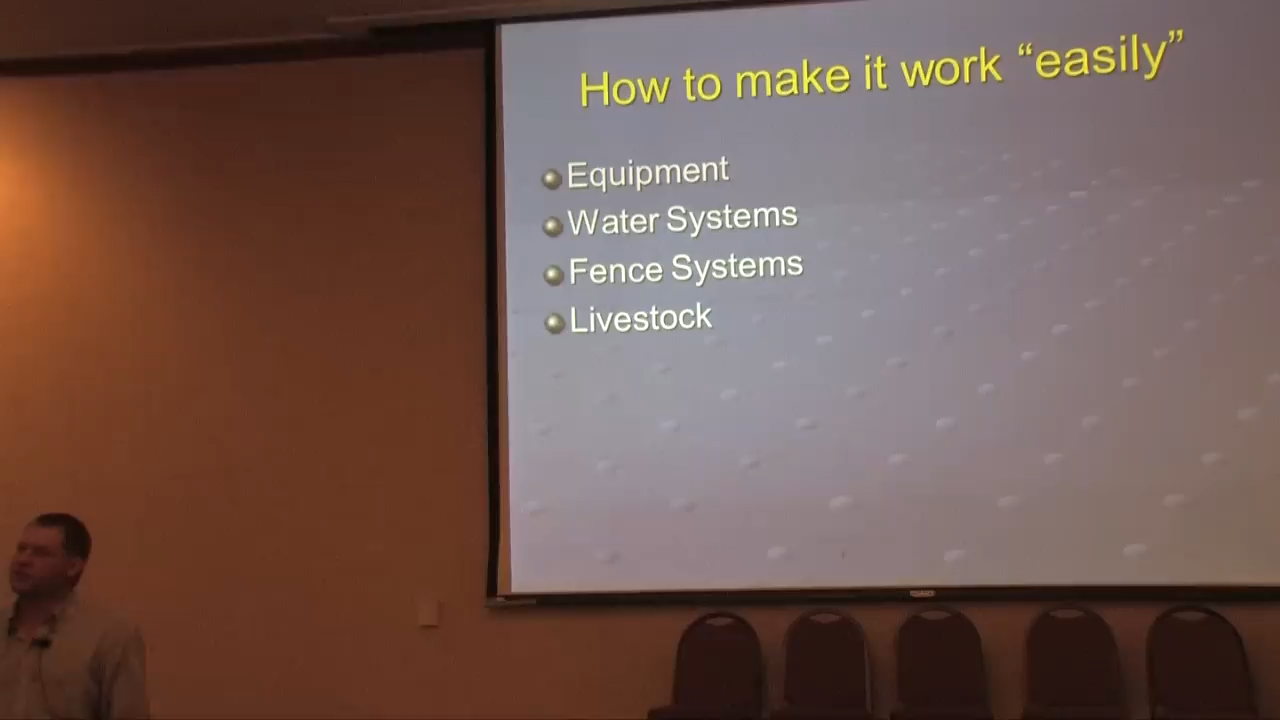 How to make it work “easily”
Equipment
Water Systems
Fence Systems
Livestock